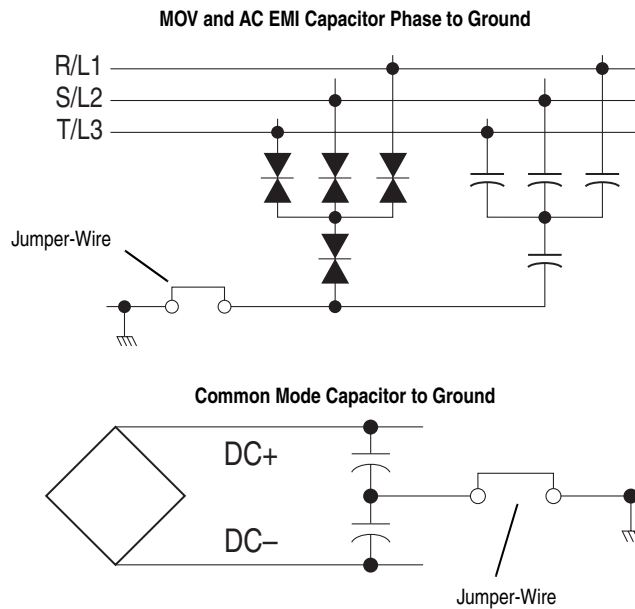 MOV and AC EMI Capacitor Phase to Ground
R/L1
S/L2
T/L3
Jumper-Wire
Common Mode Capacitor to Ground
DC+
DC–
Jumper-Wire